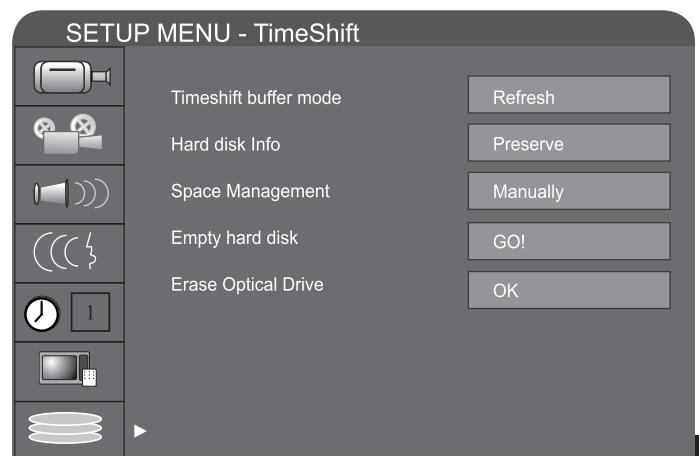 SETUP MENU - TimeShift
Timeshift buffer mode Refresh
Hard disk Info Preserve
Space Management Manually
Empty hard disk GO!
Erase Optical Drive OK
1